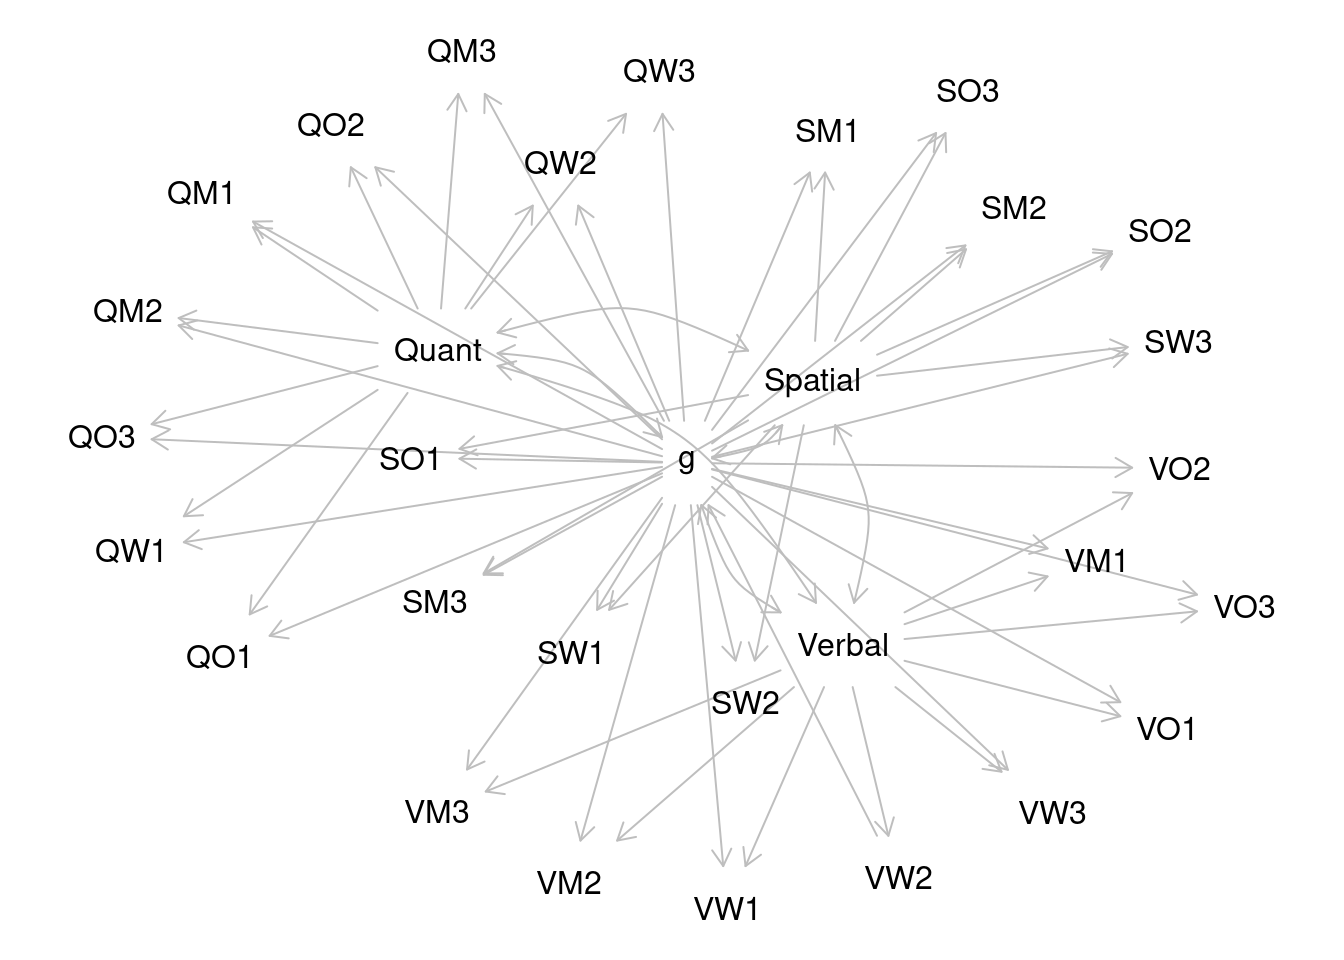 QM3
QW3
SO3
QO2
SM1
QW2
QM1
SM2
SO2
QM2
SW3
Quant
Spatial
QO3
SO1
g
VO2
QW1
VM1
SM3
VO3
QO1
SW1
Verbal
SW2
VO1
VM3
VW3
VM2
VW2
VW1